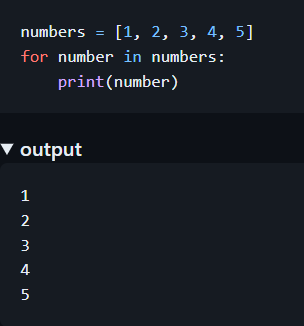 numbers = [1, 2, 3, 4, 5]
for number in numbers:
    print(number)
output
1
2
3
4
5